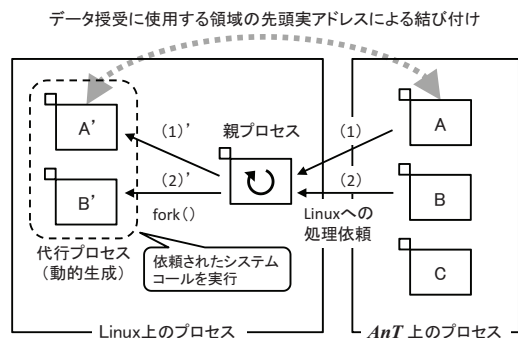 データ授受に使用する領域の先頭実アドレスによる結び付け
A'
(1)'
親プロセス
(1)
A
B'
(2)'
(2)
B
fork()
Linuxへの
処理依頼
代行プロセス
(動的生成)
依頼されたシステム
コールを実行
C
Linux上のプロセス
AnT 上のプロセス